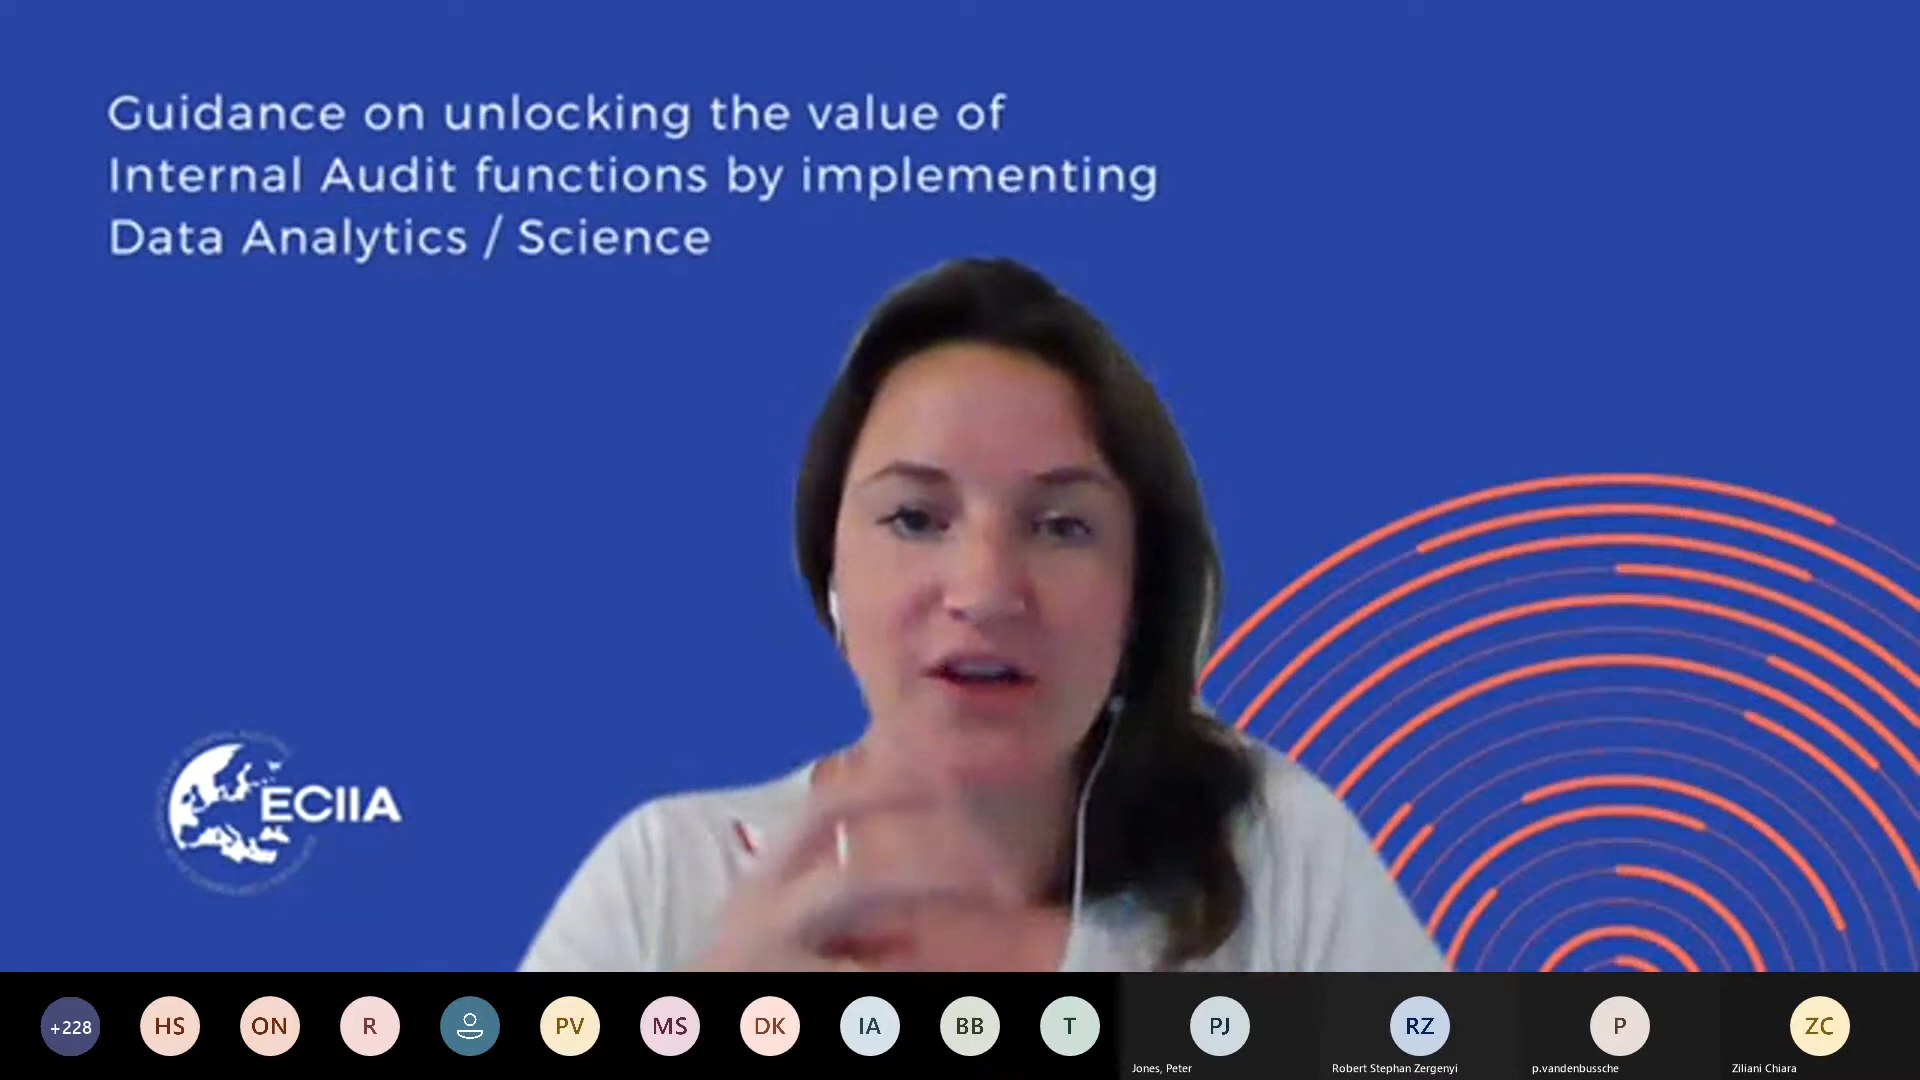 Guidance on unlocking the value of
Internal Audit functions by implementing
Data Analytics / Science
ECIIA
+228
HS
ON
R
PV
MS
DK
IA
BB
T
PJ
RZ
P
ZC
Jones, Peter
Robert Stephan Zergenyi
p.vandenbussche
Ziliani Chiara